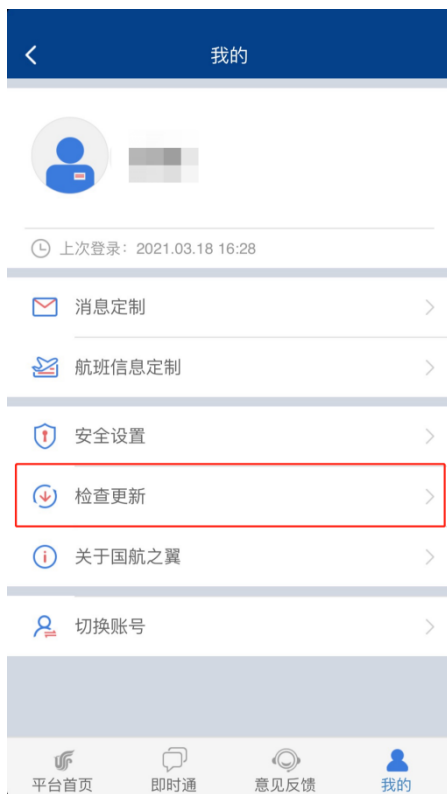 我的
上次登录：2021.03.18 16:28
消息定制
航班信息定制
安全设置
检查更新
关于国航之翼
切换账号
平台首页 即时通 意见反馈 我的